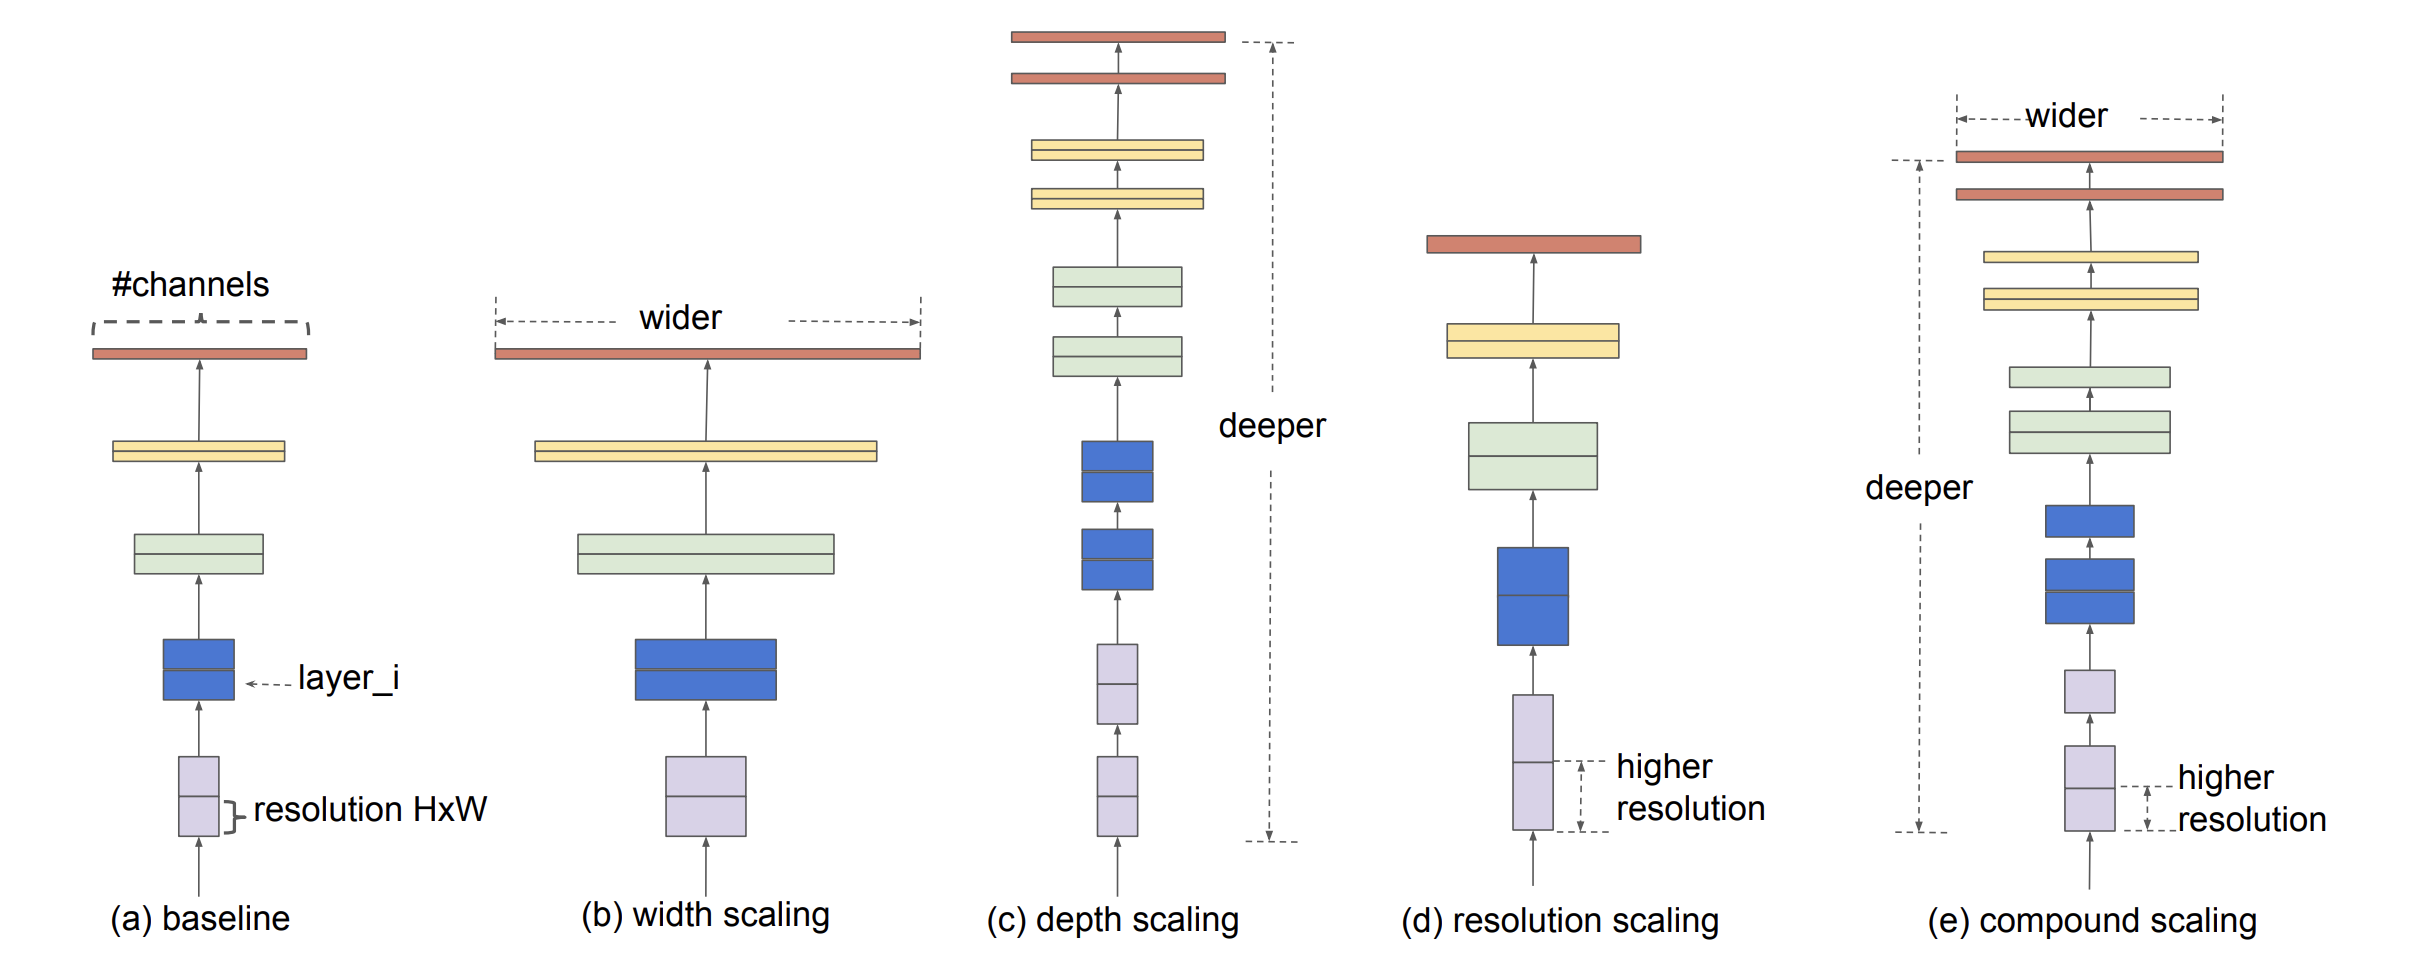 #channels
layer_i
resolution HxW
(a) baseline
wider
(b) width scaling
deeper
(c) depth scaling
higher
resolution
(d) resolution scaling
wider
deeper
higher
resolution
(e) compound scaling